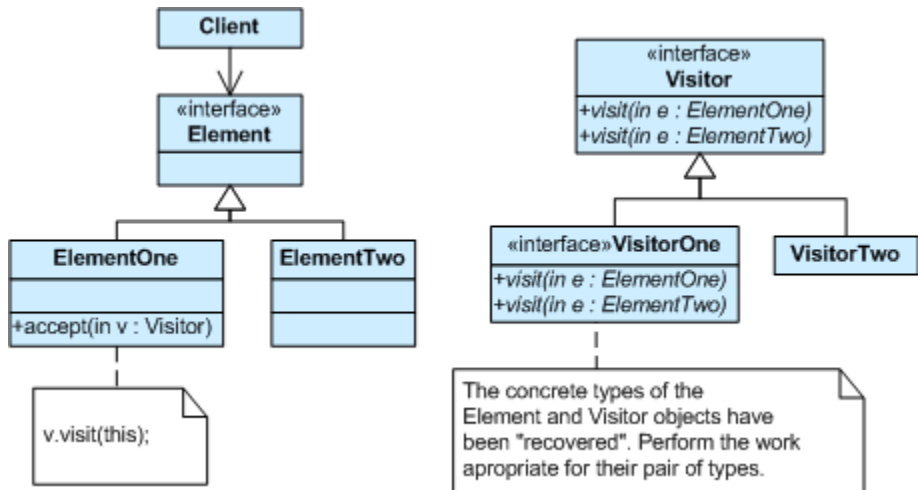 Client
«interface»
Element
ElementOne
+accept(in v : Visitor)
ElementTwo
v.visit(this);
«interface»
Visitor
+visit(in e : ElementOne)
+visit(in e : ElementTwo)
«interface»VisitorOne
+visit(in e : ElementOne)
+visit(in e : ElementTwo)
VisitorTwo
The concrete types of the
Element and Visitor objects have
been "recovered". Perform the work
apropriate for their pair of types.